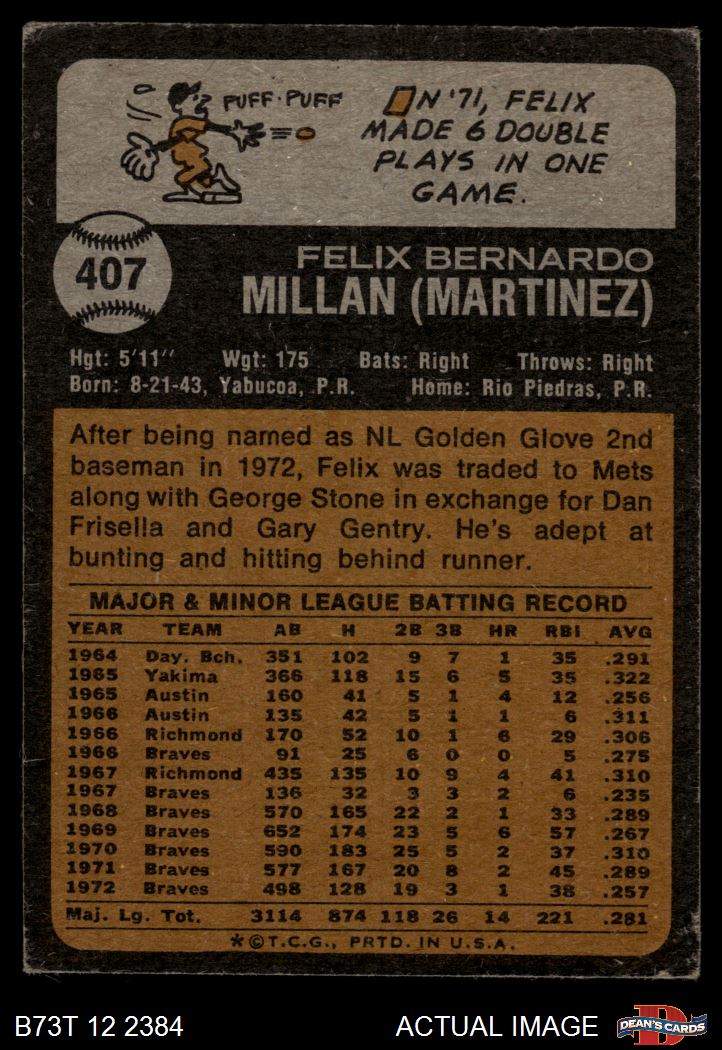 PUFF-PUFF
IN '71, FELIX
MADE 6 DOUBLE
PLAYS IN ONE
GAME.
407
FELIX BERNARDO
MILLAN (MARTINEZ)
Hgt: 5'11" Wgt: 175 Bats: Right Throws: Right
Born: 8-21-43, Yabucoa, P.R. Home: Rio Piedras, P.R.
After being named as NL Golden Glove 2nd
baseman in 1972, Felix was traded to Mets
along with George Stone in exchange for Dan
Frisella and Gary Gentry. He's adept at
bunting and hitting behind runner.
MAJOR & MINOR LEAGUE BATTING RECORD
YEAR TEAM AB H 2B 3B HR RBI AVG
1964 Day. Bch. 351 102 9 7 1 35 .291
1965 Yakima 366 118 15 6 5 35 .322
1965 Austin 160 41 5 1 4 12 .256
1966 Austin 135 42 5 1 1 6 .311
1966 Richmond 170 52 10 1 6 29 .306
1966 Braves 91 25 6 0 0 5 .275
1967 Richmond 435 135 10 9 4 41 .310
1967 Braves 136 32 3 3 2 6 .235
1968 Braves 570 165 22 2 1 33 .289
1969 Braves 652 174 23 5 6 57 .267
1970 Braves 590 183 25 5 2 37 .310
1971 Braves 577 167 20 8 2 45 .289
1972 Braves 498 128 19 3 1 38 .257
Maj. Lg. Tot. 3114 874 118 26 14 221 .281
*©T.C.G., PRTD. IN U.S.A.
B73T 12 2384 ACTUAL IMAGE
D
DEAN'S CARDS